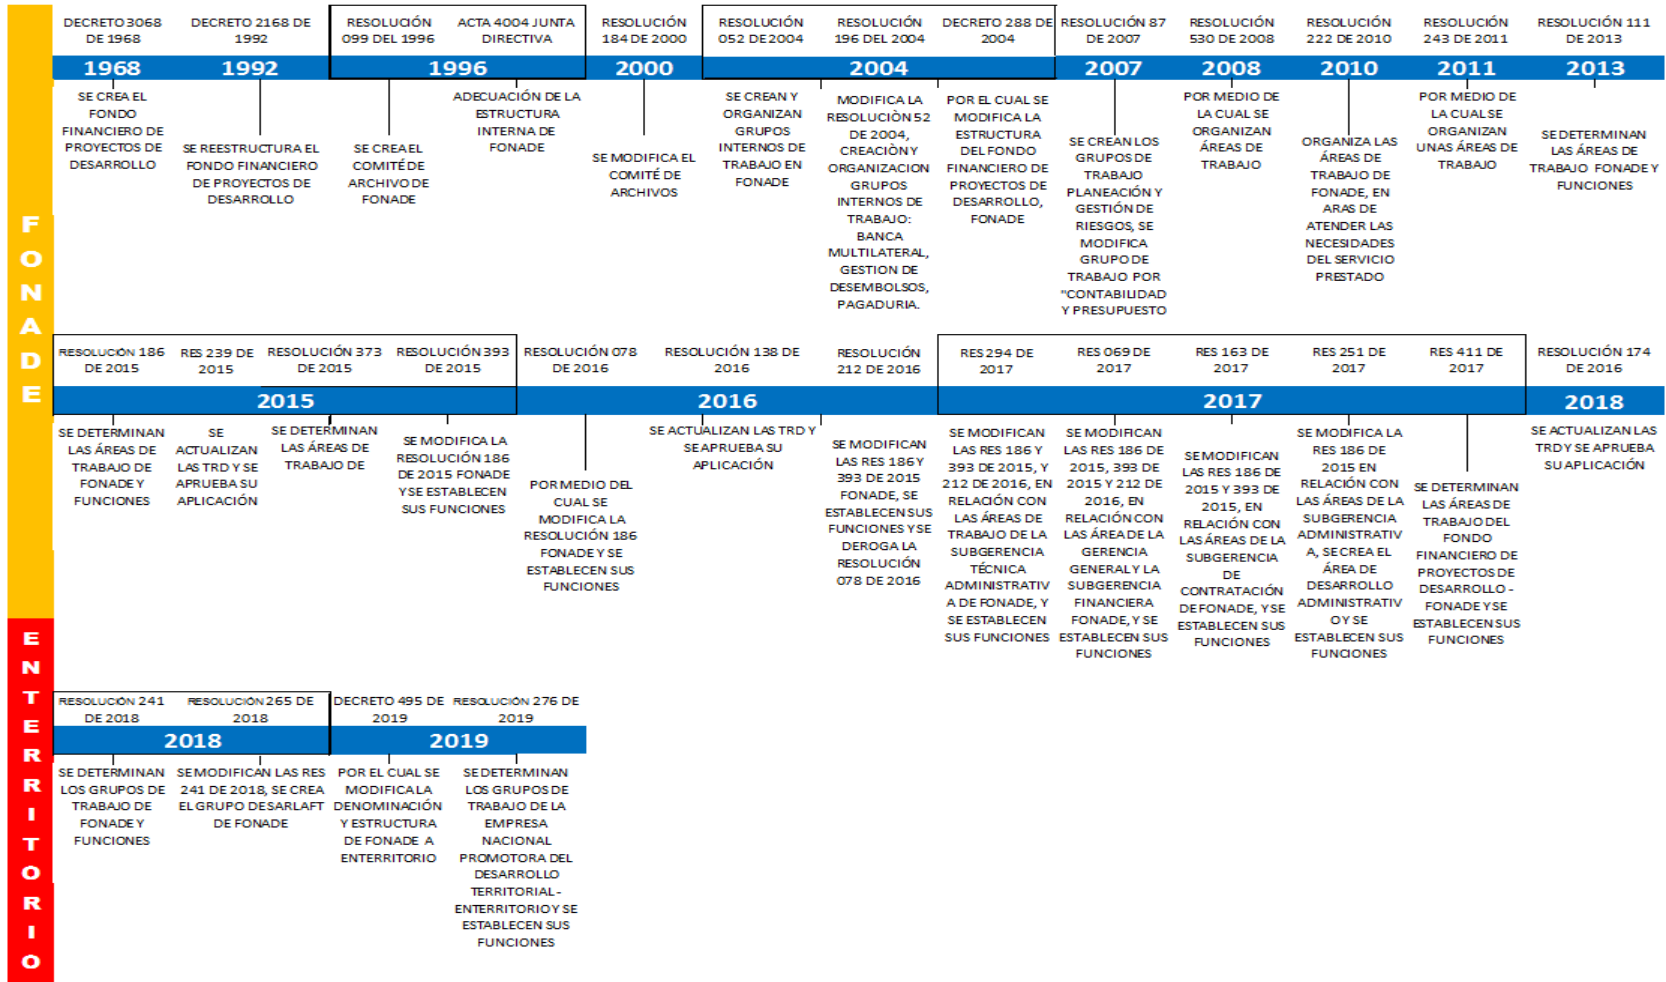 FONADE
DECRETO 3068
DE 1968
DECRETO 2168 DE
1992
RESOLUCIÓN
099 DEL 1996
ACTA 4004 JUNTA
DIRECTIVA
RESOLUCIÓN
184 DE 2000
RESOLUCIÓN
052 DE 2004
RESOLUCIÓN
196 DEL 2004
DECRETO 288 DE
2004
RESOLUCIÓN 87
DE 2007
RESOLUCIÓN
530 DE 2008
RESOLUCIÓN
222 DE 2010
RESOLUCIÓN
243 DE 2011
RESOLUCIÓN 111
DE 2013
1968
1992
1996
2000
2004
2007
2008
2010
2011
2013
SE CREA EL
FONDO
FINANCIERO DE
PROYECTOS DE
DESARROLLO
SE REESTRUCTURA EL
FONDO FINANCIERO
DE PROYECTOS DE
DESARROLLO
SE CREA EL
COMITÉ DE
ARCHIVO DE
FONADE
ADECUACIÓN DE LA
ESTRUCTURA
INTERNA DE
FONADE
SE MODIFICA EL
COMITÉ DE
ARCHIVOS
SE CREAN Y
ORGANIZAN
GRUPOS
INTERNOS DE
TRABAJO EN
FONADE
MODIFICA LA
RESOLUCIÒN 52
DE 2004,
CREACIÒN Y
ORGANIZACION
GRUPOS
INTERNOS DE
TRABAJO:
BANCA
MULTILATERAL,
GESTION DE
DESEMBOLSOS,
PAGADURIA.
POR EL CUAL SE
MODIFICA LA
ESTRUCTURA
DEL FONDO
FINANCIERO DE
PROYECTOS DE
DESARROLLO,
FONADE
SE CREAN LOS
GRUPOS DE
TRABAJO
PLANEACIÓN Y
GESTIÓN DE
RIESGOS, SE
MODIFICA
GRUPO DE
TRABAJO POR
"CONTABILIDAD
Y PRESUPUESTO
POR MEDIO DE
LA CUAL SE
ORGANIZAN
ÁREAS DE
TRABAJO
ORGANIZA LAS
ÁREAS DE
TRABAJO DE
FONADE, EN
ARAS DE
ATENDER LAS
NECESIDADES
DEL SERVICIO
PRESTADO
POR MEDIO DE
LA CUAL SE
ORGANIZAN
UNAS ÁREAS DE
TRABAJO
SE DETERMINAN
LAS ÁREAS DE
TRABAJO FONADE Y
FUNCIONES
RESOLUCIÓN 186
DE 2015
RES 239 DE
2015
RESOLUCIÓN 373
DE 2015
RESOLUCIÓN 393
DE 2015
RESOLUCIÓN 078
DE 2016
RESOLUCIÓN 138 DE
2016
RESOLUCIÓN
212 DE 2016
RES 294 DE
2017
RES 069 DE
2017
RES 163 DE
2017
RES 251 DE
2017
RES 411 DE
2017
RESOLUCIÓN 174
DE 2016
2015
2016
2017
2018
SE DETERMINAN
LAS ÁREAS DE
TRABAJO DE
FONADE Y
FUNCIONES
SE
ACTUALIZAN
LAS TRD Y SE
APRUEBA SU
APLICACIÓN
SE DETERMINAN
LAS ÁREAS DE
TRABAJO DE
SE MODIFICA LA
RESOLUCIÓN 186
DE 2015 FONADE
Y SE ESTABLECEN
SUS FUNCIONES
POR MEDIO DEL
CUAL SE
MODIFICA LA
RESOLUCIÓN 186
FONADE Y SE
ESTABLECEN SUS
FUNCIONES
SE ACTUALIZAN LAS TRD Y
SE APRUEBA SU
APLICACIÓN
SE MODIFICAN
LAS RES 186 Y
393 DE 2015
FONADE, SE
ESTABLECEN SUS
FUNCIONES Y SE
DEROGA LA
RESOLUCIÓN
078 DE 2016
SE MODIFICAN
LAS RES 186 Y
393 DE 2015, Y
212 DE 2016, EN
RELACIÓN CON
LAS ÁREAS DE
TRABAJO DE LA
SUBGERENCIA
TÉCNICA
ADMINISTRATIV
A DE FONADE, Y
SE ESTABLECEN
SUS FUNCIONES
SE MODIFICAN
LAS RES 186 DE
2015, 393 DE
2015 Y 212 DE
2016, EN
RELACIÓN CON
LAS ÁREA DE LA
GERENCIA
GENERAL Y LA
SUBGERENCIA
FINANCIERA
FONADE, Y SE
ESTABLECEN SUS
FUNCIONES
SE MODIFICAN
LAS RES 186 DE
2015 Y 393 DE
2015, EN
RELACIÓN CON
LAS ÁREAS DE LA
SUBGERENCIA
DE
CONTRATACIÓN
DE FONADE, Y SE
ESTABLECEN SUS
FUNCIONES
SE MODIFICA LA
RES 186 DE
2015 EN
RELACIÓN CON
LAS ÁREAS DE LA
SUBGERENCIA
ADMINISTRATIV
A, SE CREA EL
ÁREA DE
DESARROLLO
ADMINISTRATIV
O Y SE
ESTABLECEN SUS
FUNCIONES
SE DETERMINAN
LAS ÁREAS DE
TRABAJO DEL
FONDO
FINANCIERO DE
PROYECTOS DE
DESARROLLO -
FONADE Y SE
ESTABLECEN SUS
FUNCIONES
SE ACTUALIZAN LAS
TRD Y SE APRUEBA
SU APLICACIÓN
ENTERRITORIO
RESOLUCIÓN 241
DE 2018
RESOLUCIÓN 265 DE
2018
DECRETO 495 DE
2019
RESOLUCIÓN 276 DE
2019
2018
2019
SE DETERMINAN
LOS GRUPOS DE
TRABAJO DE
FONADE Y
FUNCIONES
SE MODIFICAN LAS RES
241 DE 2018, SE CREA
EL GRUPO DE SARLAFT
DE FONADE
POR EL CUAL SE
MODIFICA LA
DENOMINACIÓN
Y ESTRUCTURA
DE FONADE A
ENTERRITORIO
SE DETERMINAN
LOS GRUPOS DE
TRABAJO DE LA
EMPRESA
NACIONAL
PROMOTORA DEL
DESARROLLO
TERRITORIAL -
ENTERRITORIO Y SE
ESTABLECEN SUS
FUNCIONES